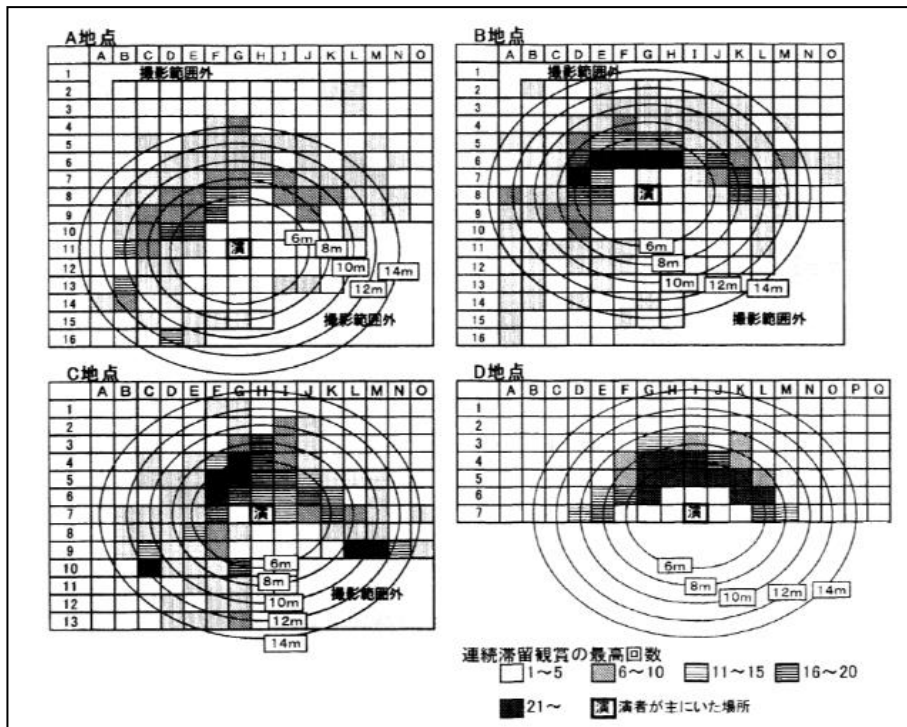 A地点
A B C D E F G H I J K L M N O
撮影範囲外
1
2
3
4
5
6
7
8
9
10
11
12
13
14
15
16
演
6m
8m
10m
12m
14m
撮影範囲外
B地点
A B C D E F G H I J K L M N O
撮影範囲外
1
2
3
4
5
6
7
8
9
10
11
12
13
14
15
16
演
6m
8m
10m
12m
14m
撮影範囲外
C地点
A B C D E F G H I J K L M N O
1
2
3
4
5
6
7
8
9
10
11
12
13
演
6m
8m
10m
12m
14m
撮影範囲外
D地点
A B C D E F G H I J K L M N O P Q
1
2
3
4
5
6
7
演
6m
8m
10m
12m
14m
連続滞留観賞の最高回数
1～5 6～10 11～15 16～20
21～ 演 演者が主にいた場所